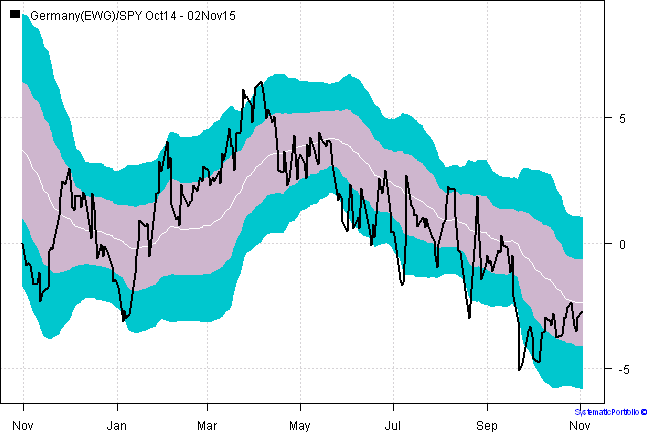 Germany(EWG)/SPY Oct14 - 02Nov15
5
0
-5
Nov Jan Mar May Jul Sep Nov
SystematicPortfolio ©